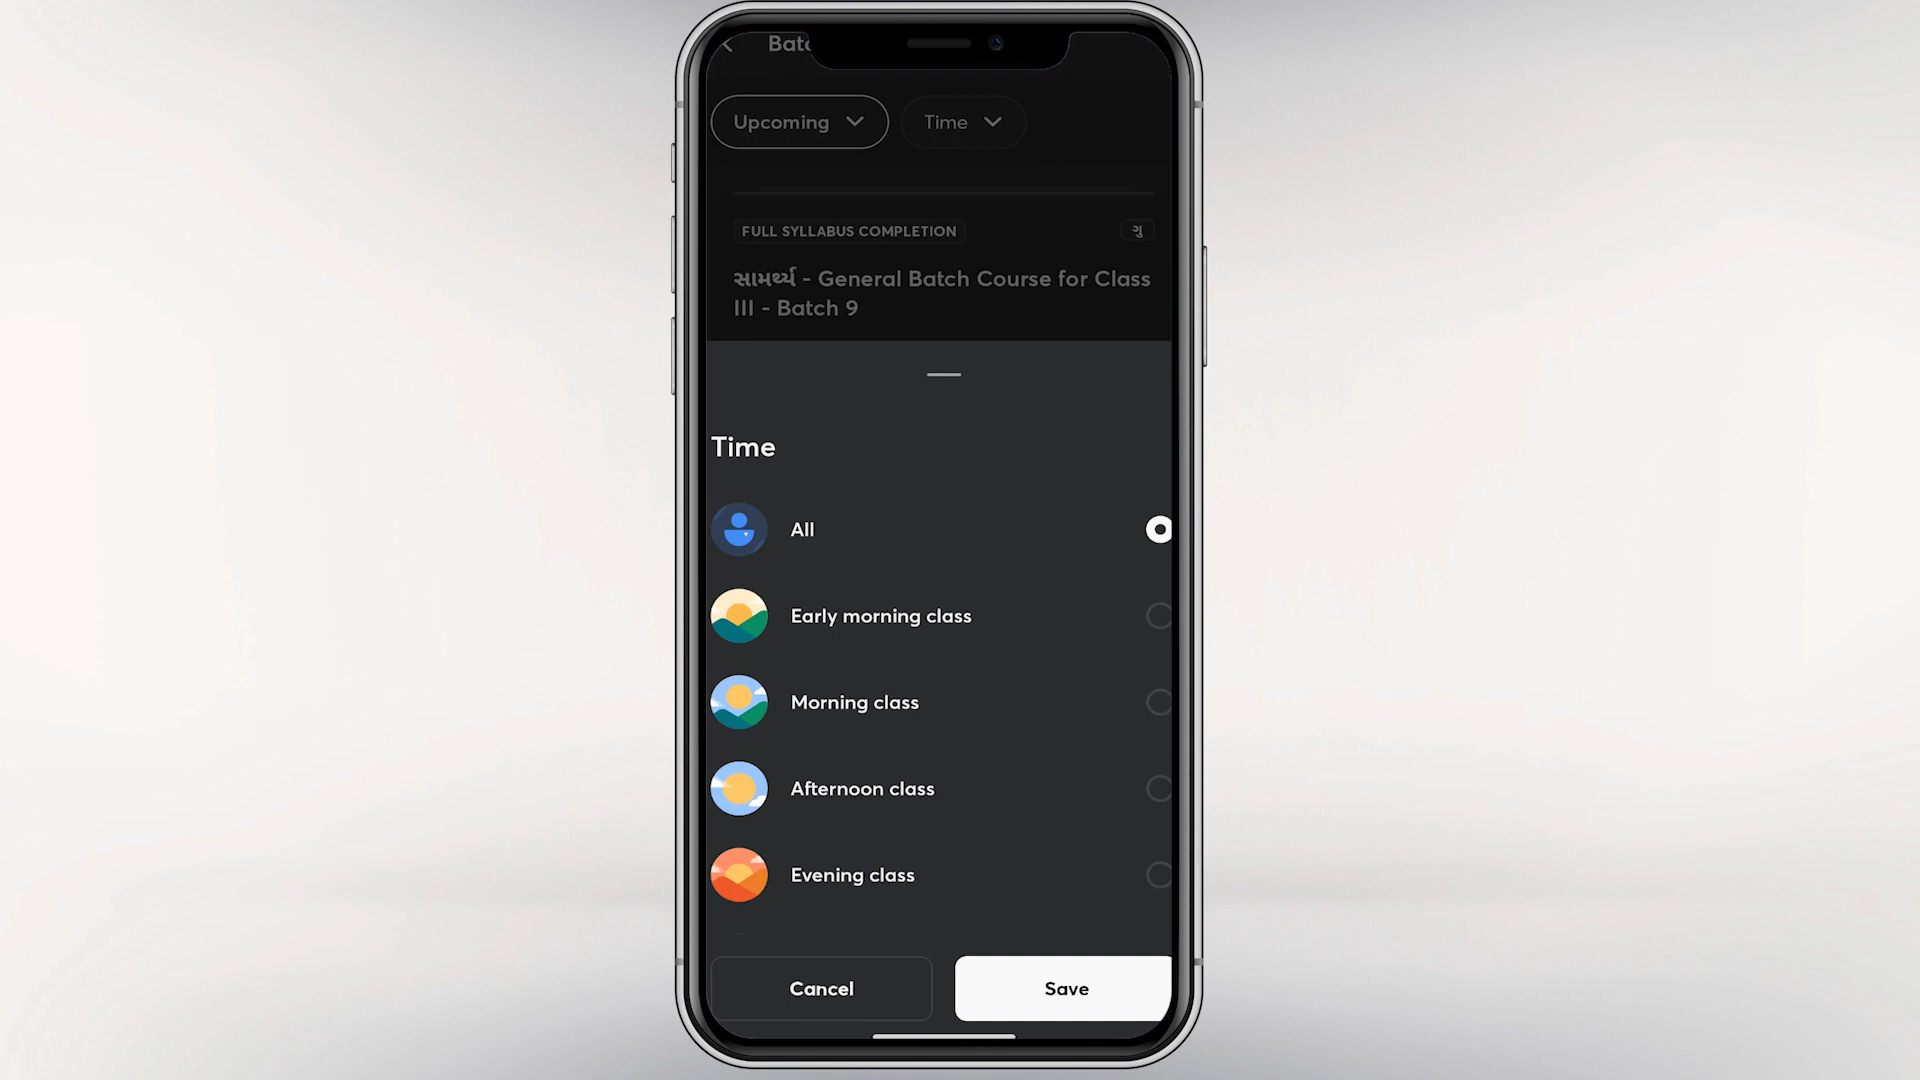 Upcoming
Time
FULL SYLLABUS COMPLETION
ગુ
સામર્થ્ય - General Batch Course for Class
III - Batch 9
Time
All
Early morning class
Morning class
Afternoon class
Evening class
Cancel
Save